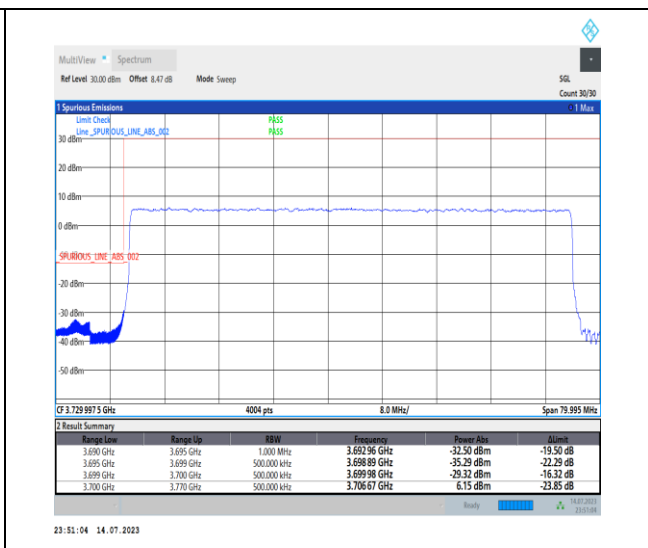 MultiView Spectrum
Ref Level 30.00 dBm Offset 8.47 dB Mode Sweep SGL
Count 30/30
1 Spurious Emissions 1 Max
Limit Check PASS
Line _SPURIOUS_LINE_ABS_002 PASS
30 dBm
20 dBm
10 dBm
0 dBm
_SPURIOUS_LINE_ABS_002
-20 dBm
-30 dBm
-40 dBm
-50 dBm
CF 3.729 997 5 GHz 4004 pts 8.0 MHz/ Span 79.995 MHz
2 Result Summary
Range Low Range Up RBW Frequency Power Abs ΔLimit
3.690 GHz 3.695 GHz 1.000 MHz 3.692 96 GHz -32.50 dBm -19.50 dB
3.695 GHz 3.699 GHz 500.000 kHz 3.698 89 GHz -35.29 dBm -22.29 dB
3.699 GHz 3.700 GHz 500.000 kHz 3.699 98 GHz -29.32 dBm -16.32 dB
3.700 GHz 3.770 GHz 500.000 kHz 3.706 67 GHz 6.15 dBm -23.85 dB
Ready 14.07.2023
23:51:04
23:51:04 14.07.2023